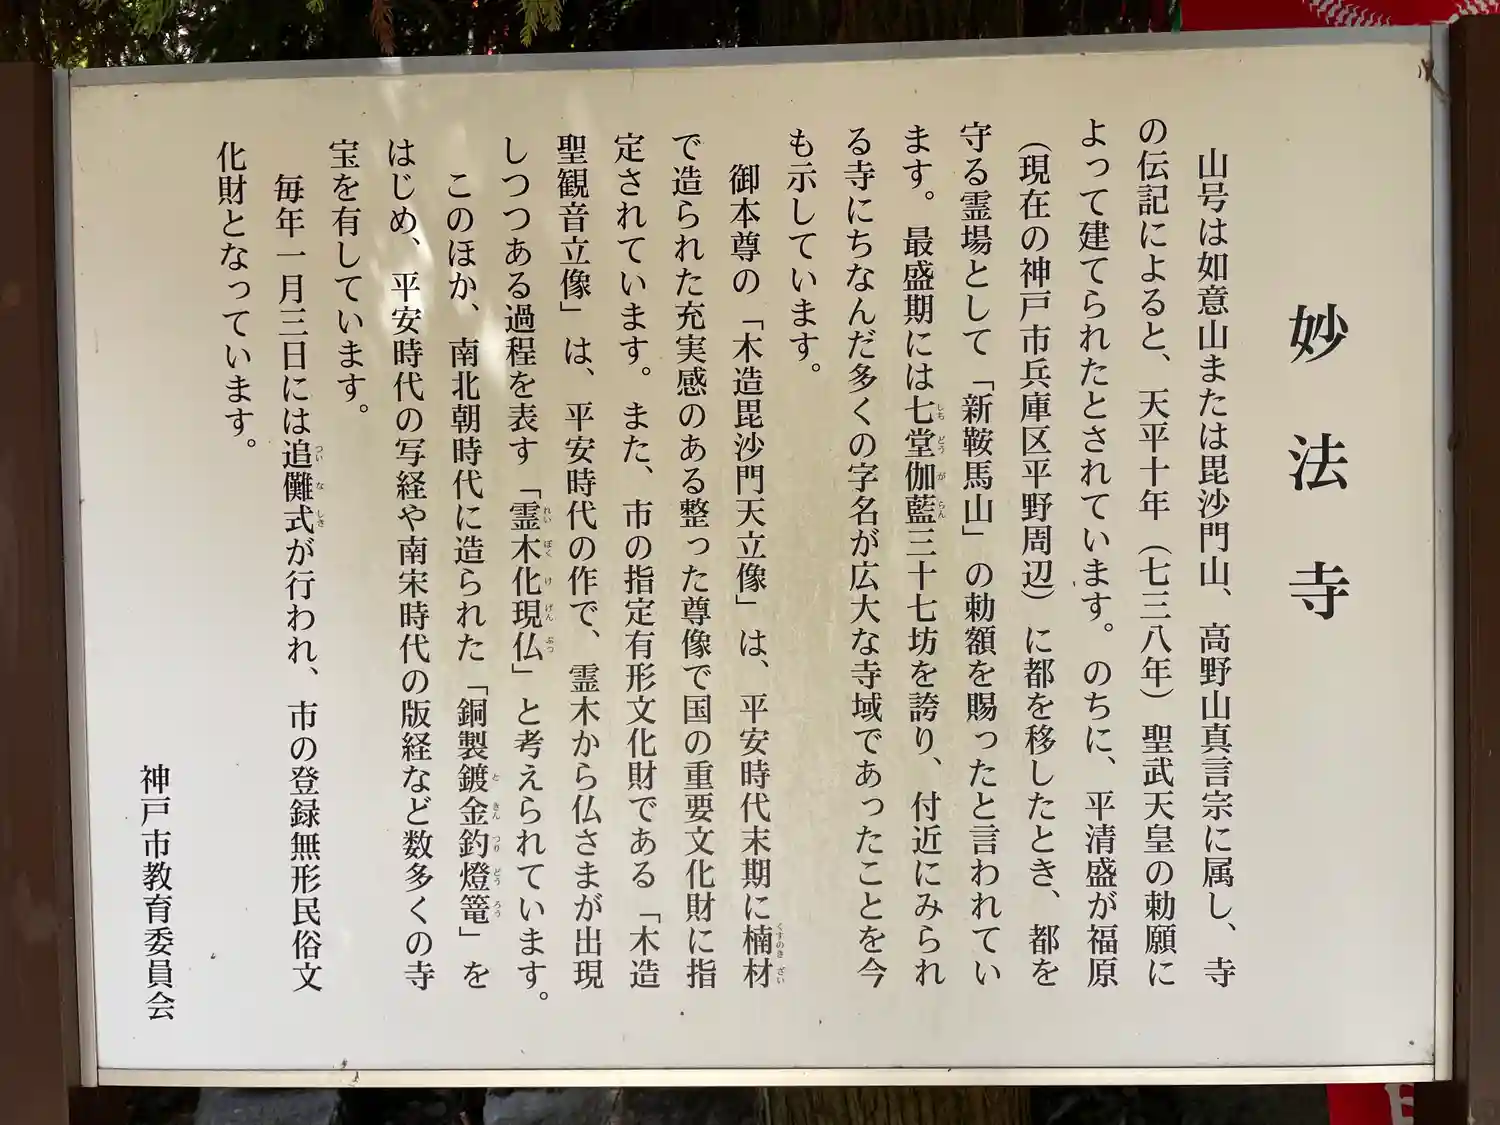 妙法寺
山号は如意山または毘沙門山、高野山真言宗に属し、寺
の伝記によると、天平十年（七三八年）聖武天皇の勅願に
よって建てられたとされています。のちに、平清盛が福原
（現在の神戸市兵庫区平野周辺）に都を移したとき、都を
守る霊場として「新鞍馬山」の勅額を賜ったと言われてい
ます。最盛期には七堂伽藍三十七坊を誇り、付近にみられ
る寺にちなんだ多くの字名が広大な寺域であったことを今
も示しています。
御本尊の「木造毘沙門天立像」は、平安時代末期に楠材
で造られた充実感のある整った尊像で国の重要文化財に指
定されています。また、市の指定有形文化財である「木造
聖観音立像」は、平安時代の作で、霊木から仏さまが出現
しつつある過程を表す「霊木化現仏」と考えられています。
このほか、南北朝時代に造られた「銅製鍍金釣燈篭」を
はじめ、平安時代の写経や南宋時代の版経など数多くの寺
宝を有しています。
毎年一月三日には追儺式が行われ、市の登録無形民俗文
化財となっています。
神戸市教育委員会